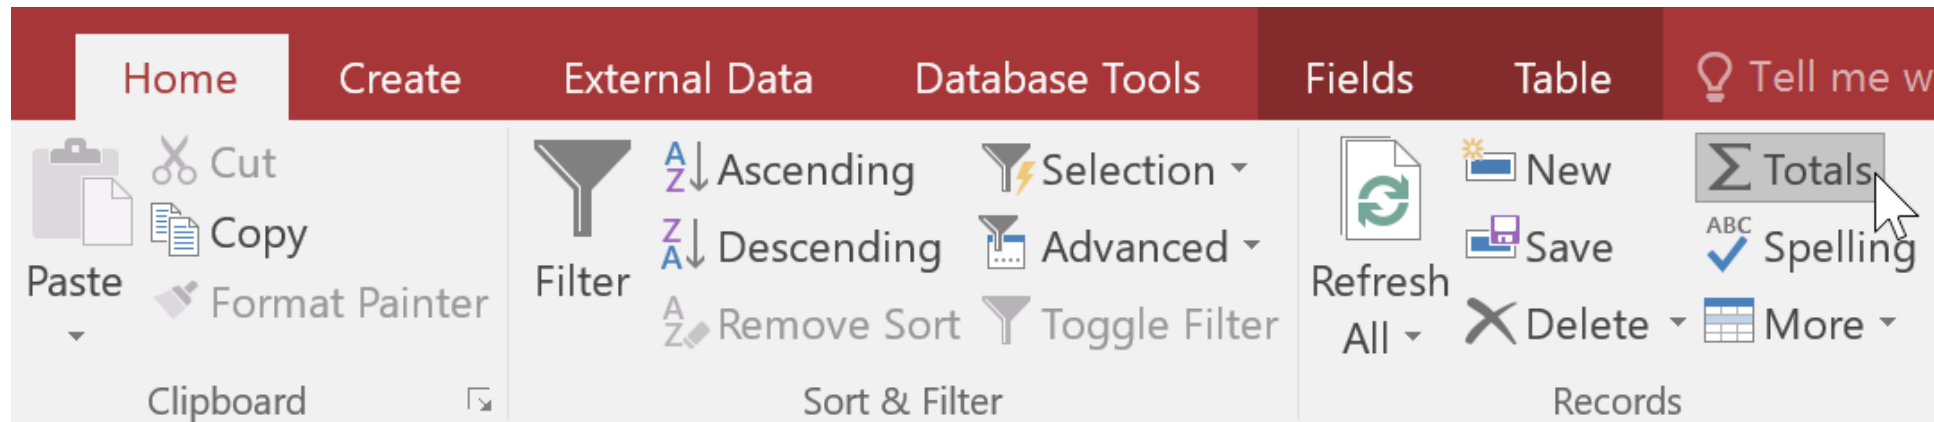 Home Create External Data Database Tools Fields Table Tell me w
Paste
Cut
Copy
Format Painter
Clipboard
Filter
Ascending
Descending
Remove Sort
Selection
Advanced
Toggle Filter
Sort & Filter
Refresh
All
New
Save
Delete
Totals
ABC
Spelling
More
Records